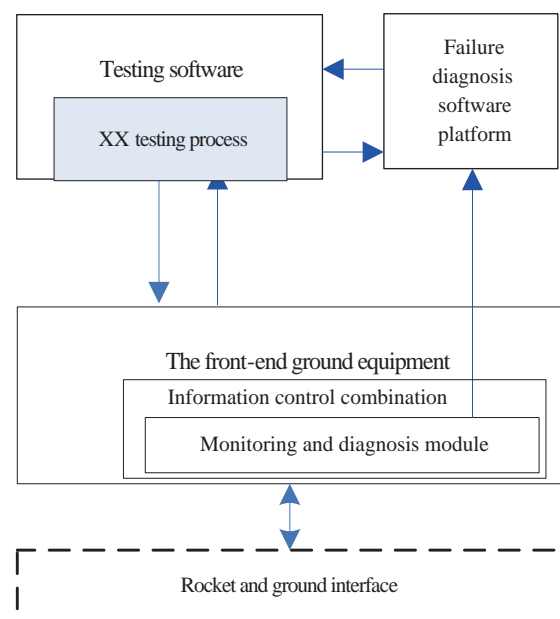 Testing software
XX testing process
Failure
diagnosis
software
platform
The front-end ground equipment
Information control combination
Monitoring and diagnosis module
Rocket and ground interface